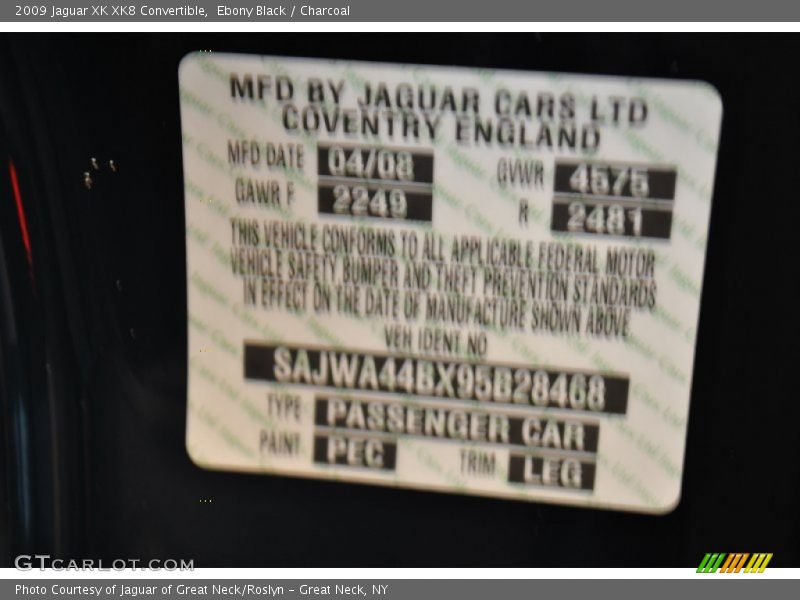 2009 Jaguar XK XK8 Convertible, Ebony Black / Charcoal
MFD BY JAGUAR CARS LTD
COVENTRY ENGLAND
MFD DATE 04/08 GVWR 4575
GAWR F 2249 R 2481
THIS VEHICLE CONFORMS TO ALL APPLICABLE FEDERAL MOTOR
VEHICLE SAFETY BUMPER AND THEFT PREVENTION STANDARDS
IN EFFECT ON THE DATE OF MANUFACTURE SHOWN ABOVE
VEH IDENT NO
SAJWA44BX95B28468
TYPE PASSENGER CAR
PAINT PEC TRIM LEG
GTCARLOT.COM
Photo Courtesy of Jaguar of Great Neck/Roslyn - Great Neck, NY